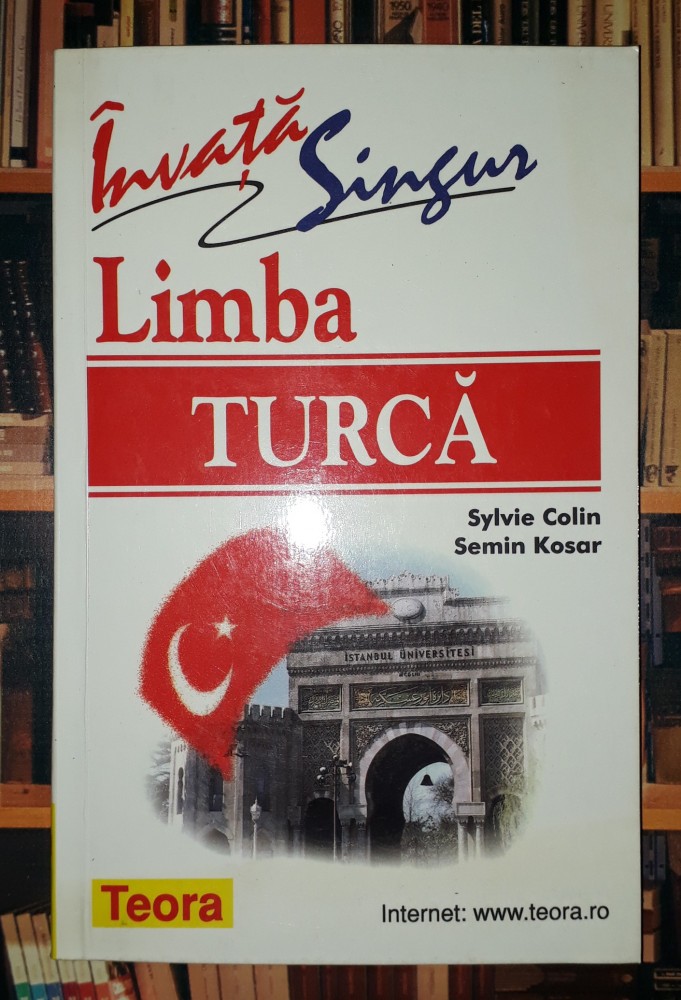 Învață
Singur
Limba
TURCĂ
Sylvie Colin
Semin Kosar
İSTANBUL ÜNİVERSİTESİ
Teora
Internet: www.teora.ro